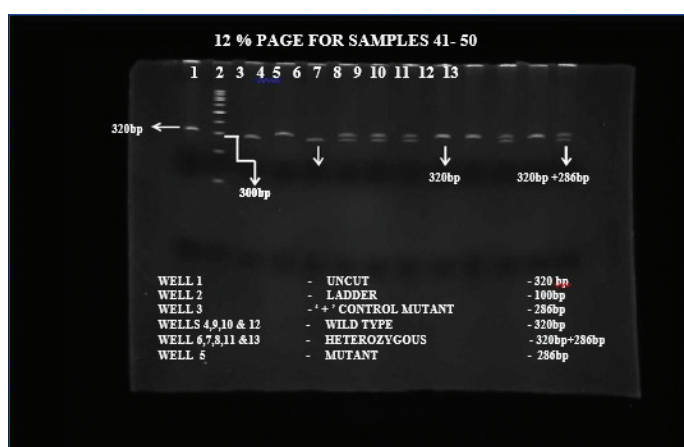 12 % PAGE FOR SAMPLES 41- 50
1 2 3 4 5 6 7 8 9 10 11 12 13
320bp
300bp
320bp
320bp +286bp
WELL 1 - UNCUT - 320 bp
WELL 2 - LADDER - 100bp
WELL 3 - ‘ + ’ CONTROL MUTANT - 286bp
WELLS 4,9,10 & 12 - WILD TYPE - 320bp
WELL 6,7,8,11 &13 - HETEROZYGOUS - 320bp+286bp
WELL 5 - MUTANT - 286bp